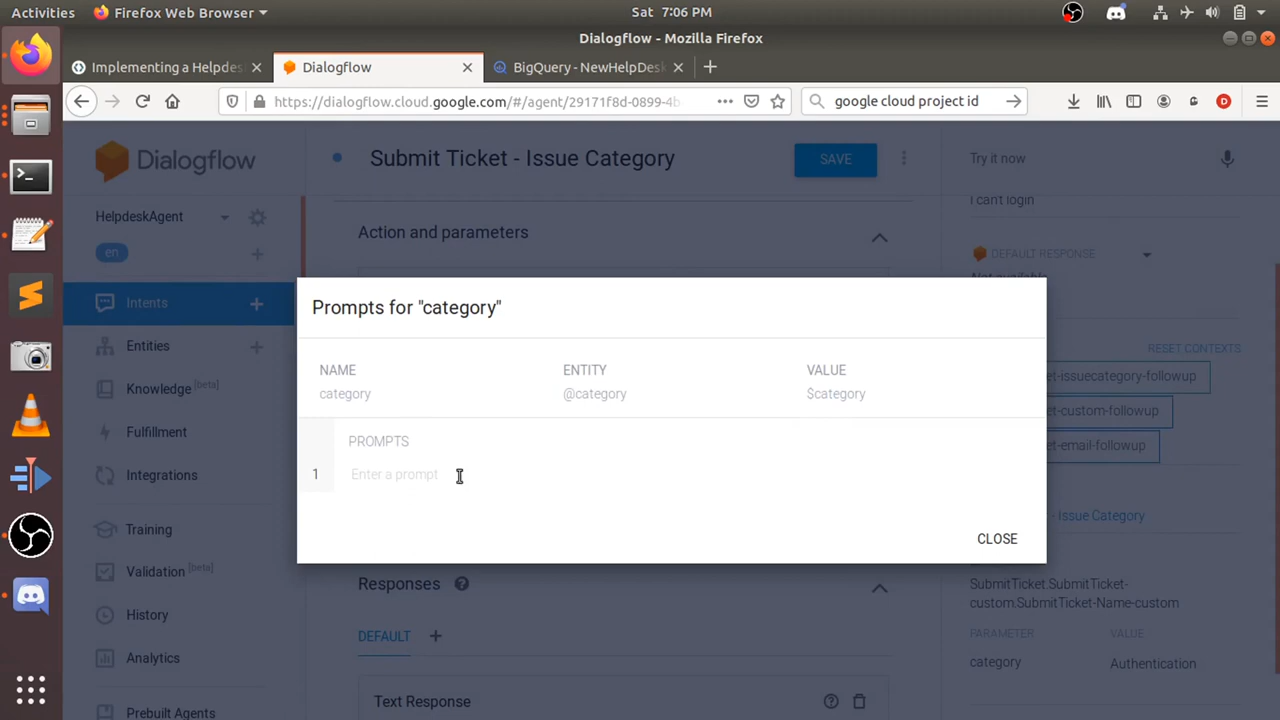 Activities
Firefox Web Browser
Sat 7:06 PM
Dialogflow - Mozilla Firefox
Implementing a Helpdes
Dialogflow
BigQuery - NewHelpDesk
https://dialogflow.cloud.google.com/#/agent/29171f8d-0899-4b
google cloud project id
Dialogflow
Submit Ticket - Issue Category
SAVE
Try it now
HelpdeskAgent
en
Intents
Entities
Knowledge [beta]
Fulfillment
Integrations
Training
Validation [beta]
History
Analytics
Prebuilt Agents
Action and parameters
Prompts for "category"
NAME
ENTITY
VALUE
category
@category
$category
PROMPTS
1
Enter a prompt
CLOSE
Responses
DEFAULT
Text Response
I can't login
DEFAULT RESPONSE
Not available
RESET CONTEXTS
et-issuecategory-followup
et-custom-followup
et-email-followup
- Issue Category
SubmitTicket.SubmitTicket-
custom.SubmitTicket-Name-custom
PARAMETER
VALUE
category
Authentication